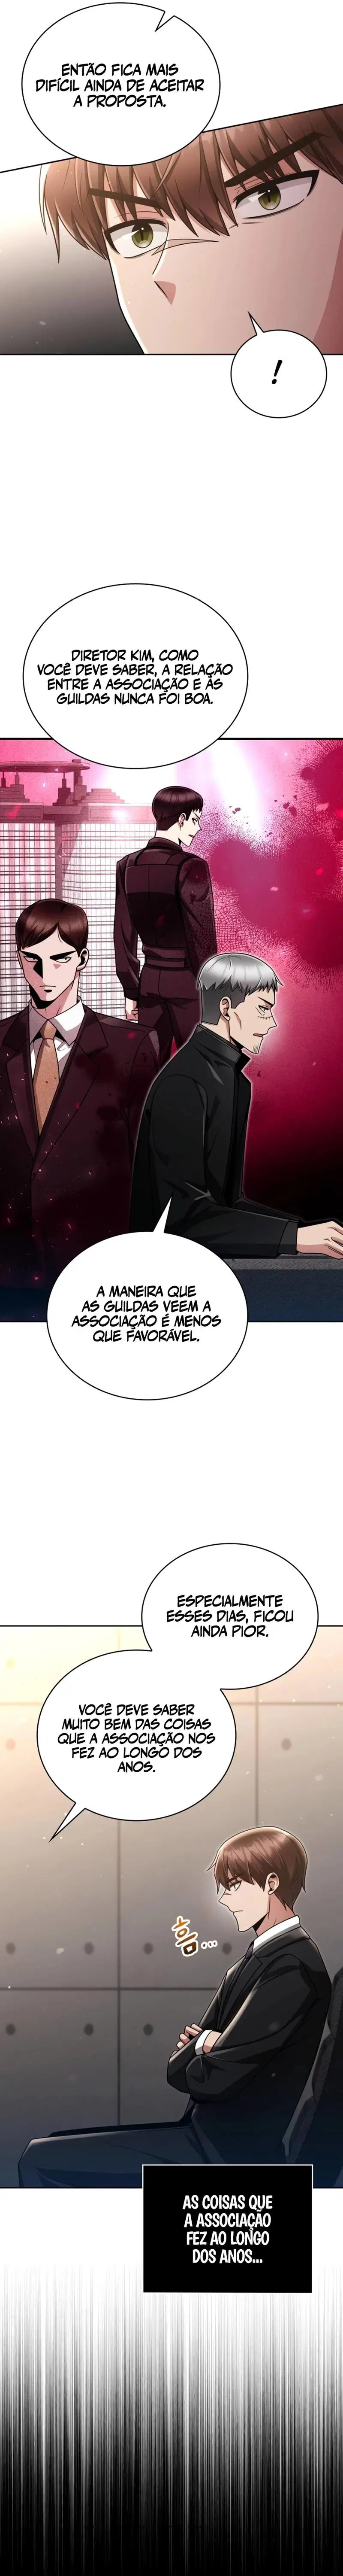 ENTÃO FICA MAIS
DIFÍCIL AINDA DE ACEITAR
A PROPOSTA.
!
DIRETOR KIM, COMO
VOCÊ DEVE SABER, A RELAÇÃO
ENTRE A ASSOCIAÇÃO E AS
GUILDAS NUNCA FOI BOA.
A MANEIRA QUE
AS GUILDAS VEEM A
ASSOCIAÇÃO É MENOS
QUE FAVORÁVEL.
ESPECIALMENTE
ESSES DIAS, FICOU
AINDA PIOR.
VOCÊ DEVE SABER
MUITO BEM DAS COISAS
QUE A ASSOCIAÇÃO NOS
FEZ AO LONGO DOS
ANOS.
흠...
AS COISAS QUE
A ASSOCIAÇÃO
FEZ AO LONGO
DOS ANOS...